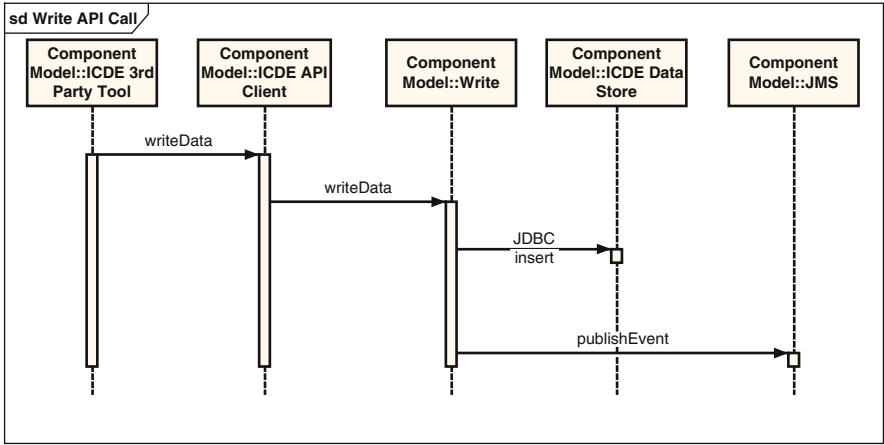 sd Write API Call
Component
Model::ICDE 3rd
Party Tool
Component
Model::ICDE API
Client
Component
Model::Write
Component
Model::ICDE Data
Store
Component
Model::JMS
writeData
writeData
JDBC
insert
publishEvent